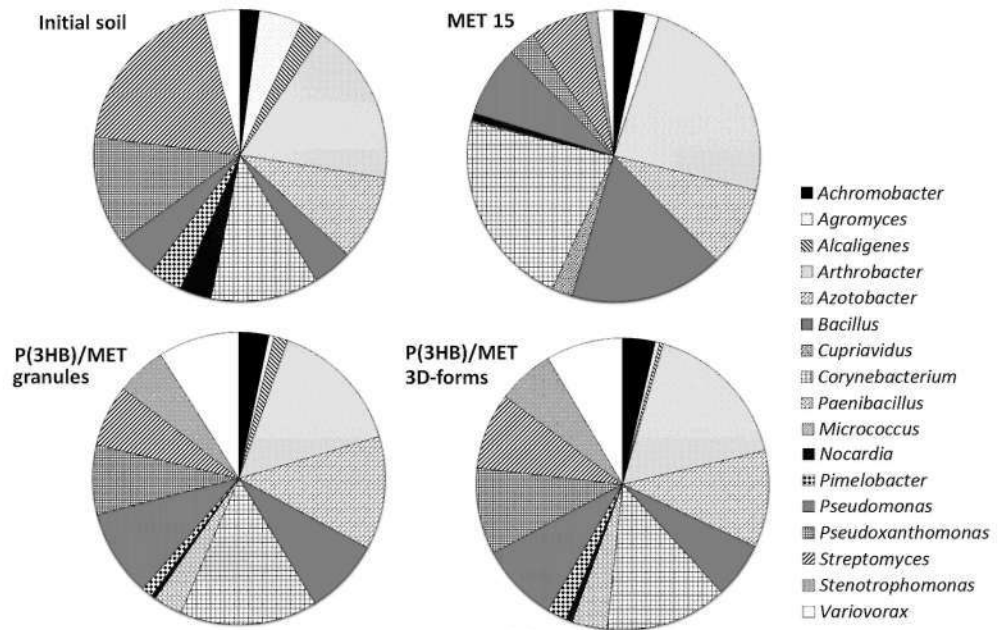 Initial soil
MET 15
P(3HB)/MET
granules
P(3HB)/MET
3D-forms
Achromobacter
Agromyces
Alcaligenes
Arthrobacter
Azotobacter
Bacillus
Cupriavidus
Corynebacterium
Paenibacillus
Micrococcus
Nocardia
Pimelobacter
Pseudomonas
Pseudoxanthomonas
Streptomyces
Stenotrophomonas
Variovorax